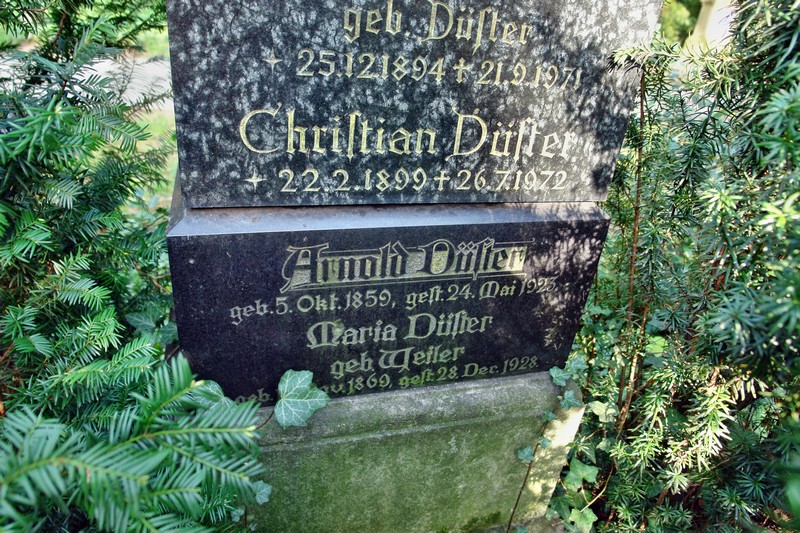 geb. Düſter
+ 25.12.1894 + 21.9.1971
Chriſtian Düſter
+ 22.2.1899 + 26.7.1972
Arnold Düſter
geb. 5. Okt. 1859, geſt. 24. Mai 1925.
Maria Düſter
geb Weiler
geb. 1869, geſt. 28 Dec. 1928